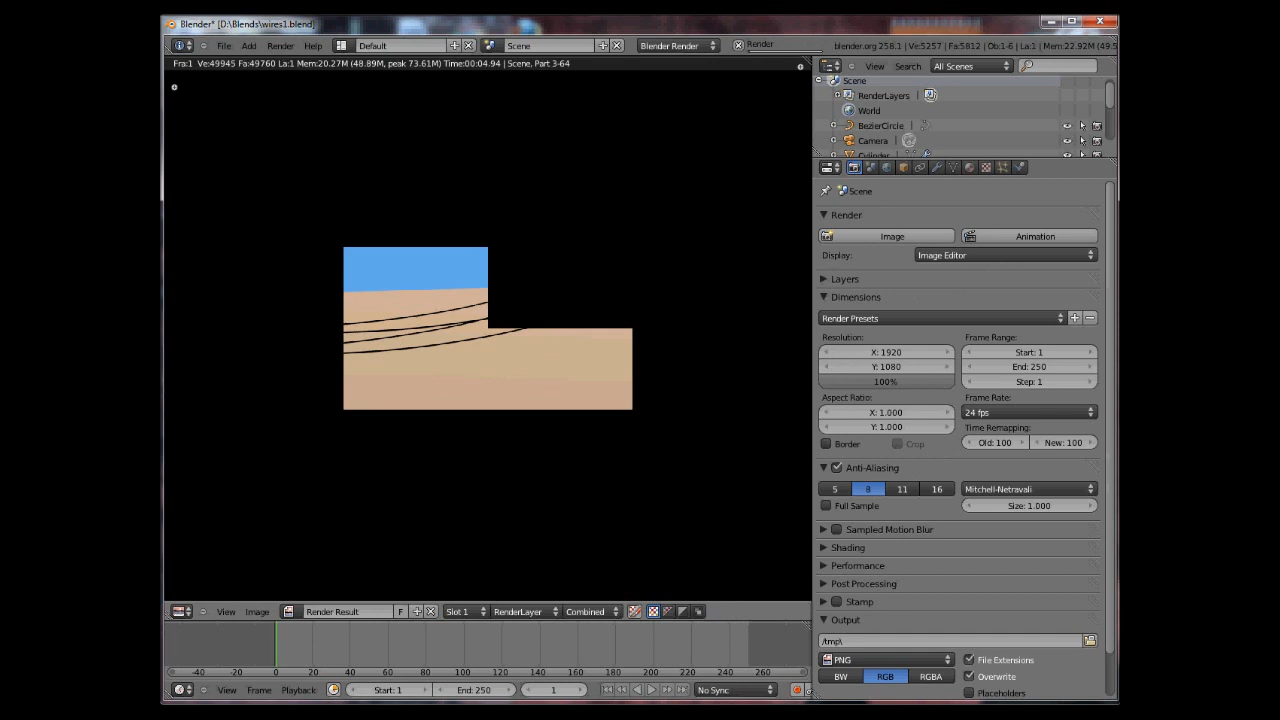 Blender* [D:\Blends\wires1.blend]
File Add Render Help Default Scene Blender Render Render blender.org 258.1 | Ve:5257 | Fa:5812 | Ob:1-6 | La:1 | Mem:22.92M (49.5
Fra:1 Ve:49945 Fa:49760 La:1 Mem:20.27M (48.89M, peak 73.61M) Time:00:04.94 | Scene, Part 3-64
View Search All Scenes
Scene
RenderLayers
World
BezierCircle
Camera
Cylinder
Scene
Render
Image Animation
Display: Image Editor
Layers
Dimensions
Render Presets
Resolution: Frame Range:
X: 1920 Start: 1
Y: 1080 End: 250
100% Step: 1
Aspect Ratio: Frame Rate:
X: 1.000 24 fps
Y: 1.000 Time Remapping:
Border Crop Old: 100 New: 100
Anti-Aliasing
5 8 11 16 Mitchell-Netravali
Full Sample Size: 1.000
Sampled Motion Blur
Shading
Performance
Post Processing
Stamp
Output
/tmp\
PNG File Extensions
BW RGB RGBA Overwrite
Placeholders
View Image Render Result F Slot 1 RenderLayer Combined
-40 -20 0 20 40 60 80 100 120 140 160 180 200 220 240 260
View Frame Playback Start: 1 End: 250 1 No Sync